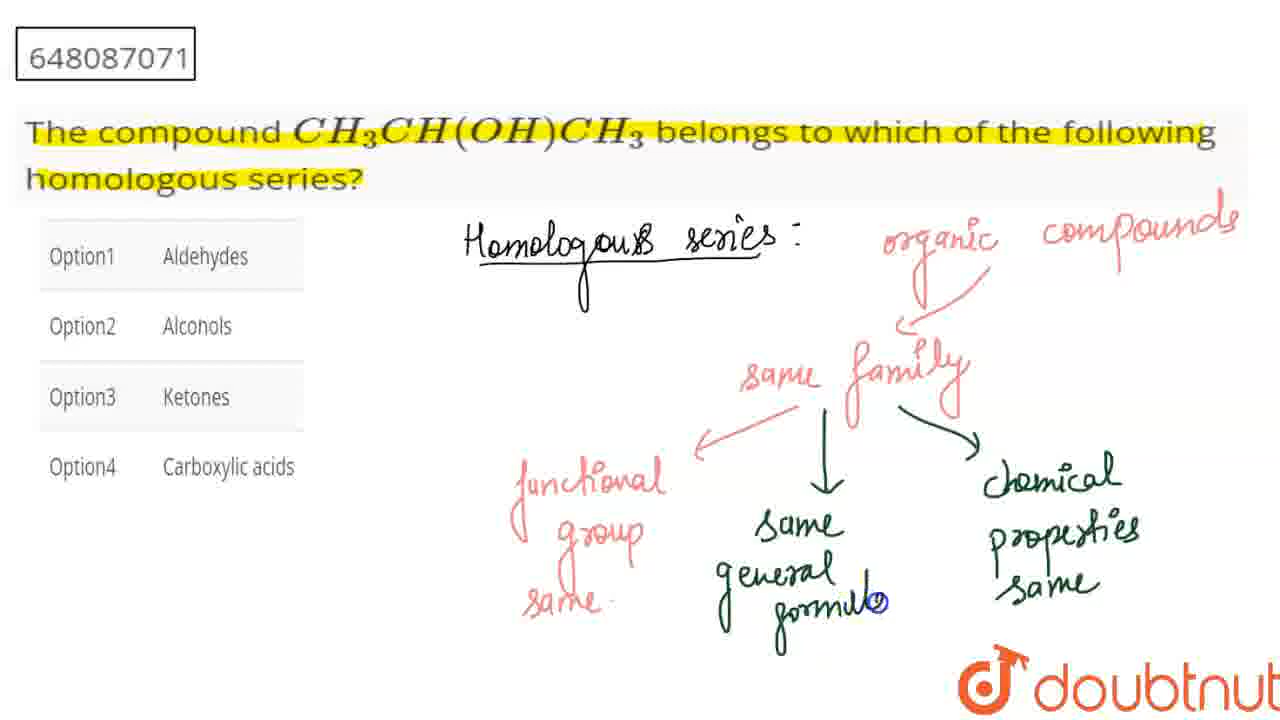 648087071
The compound CH₃CH(OH)CH₃ belongs to which of the following
homologous series?
Option1 Aldehydes
Option2 Alconols
Option3 Ketones
Option4 Carboxylic acids
Homologous series :
organic compounds
same family
functional
group
same
same
general
formula
chemical
properties
same
doubtnut